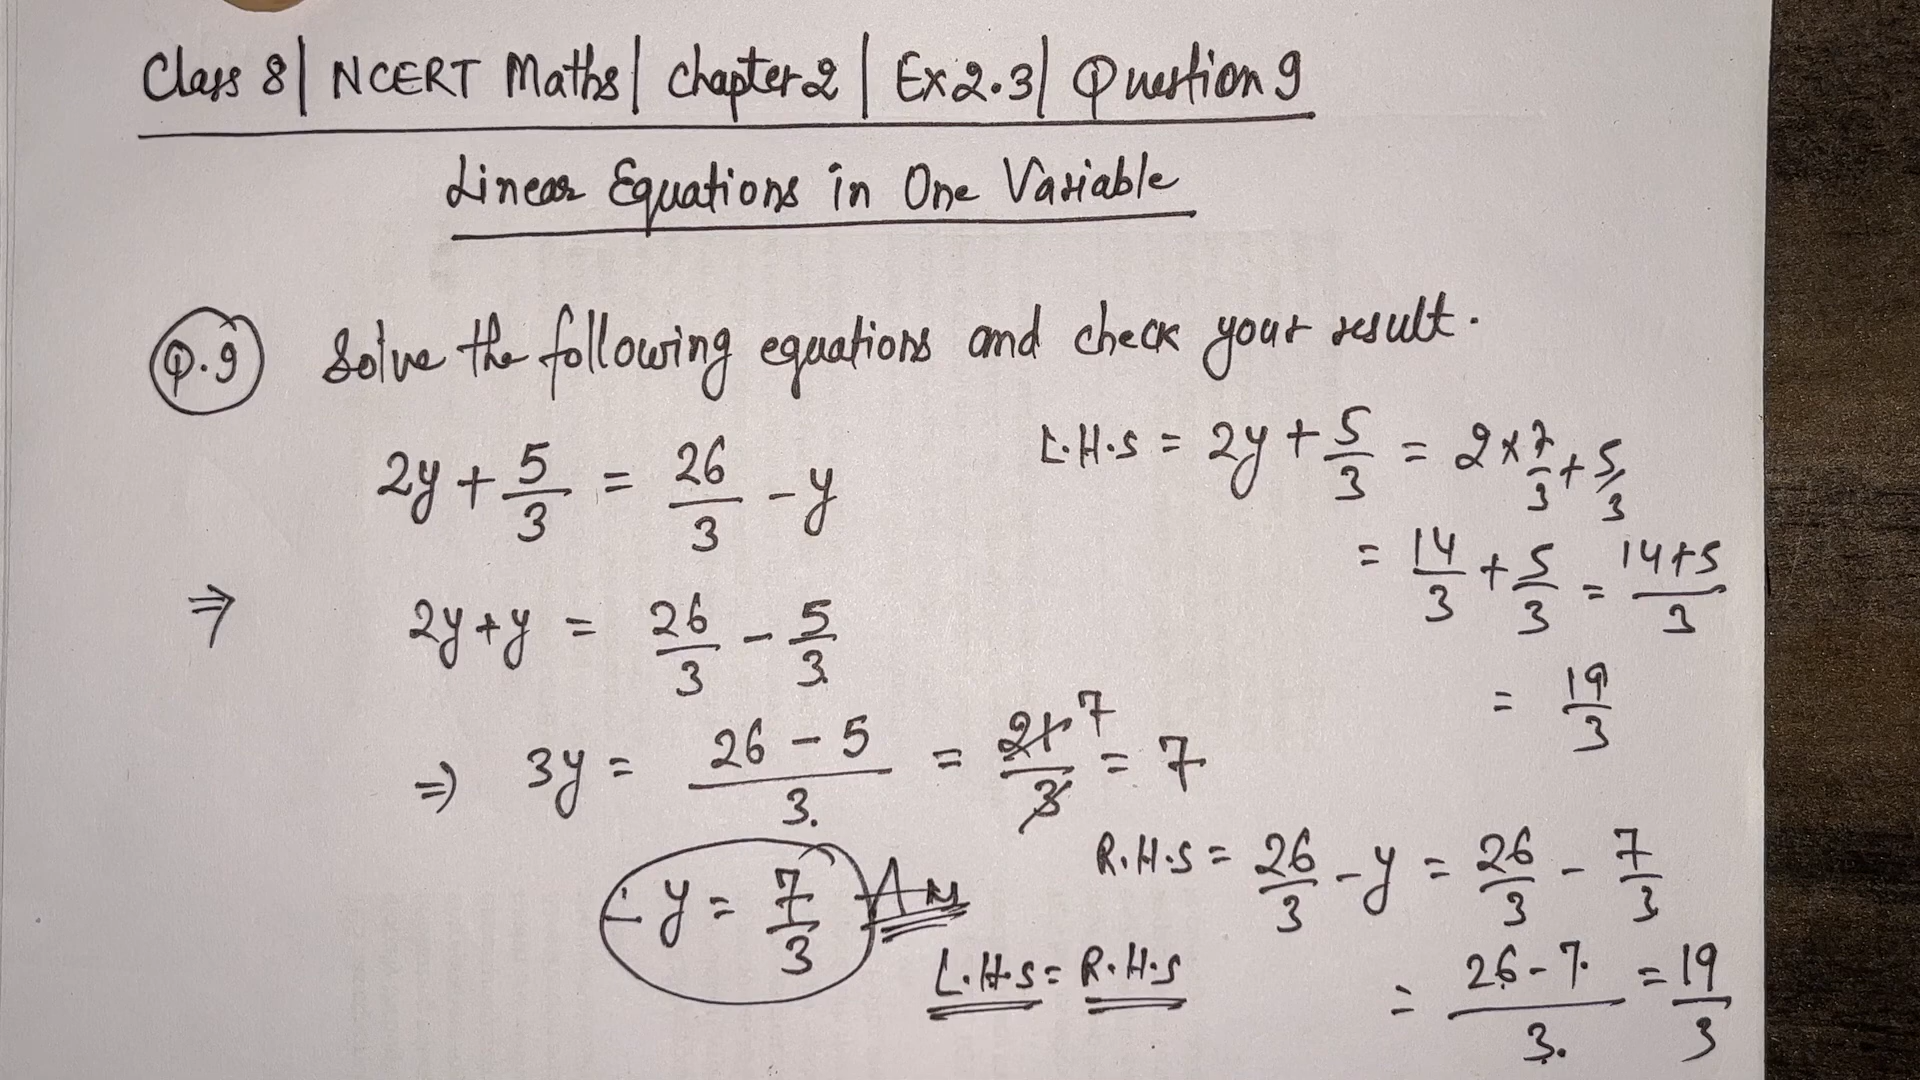 Class 8 | NCERT Maths | Chapter 2 | Ex 2.3 | Question 9
Linear Equations in One Variable
Q.9 Solve the following equations and check your result.
2y + 5/3 = 26/3 - y
⇒ 2y + y = 26/3 - 5/3
⇒ 3y = (26 - 5)/3. = 21/3 7 = 7
y = 7/3 Ans
L.H.S = 2y + 5/3 = 2 × 7/3 + 5/3
= 14/3 + 5/3 = (14+5)/3
= 19/3
R.H.S = 26/3 - y = 26/3 - 7/3
= (26 - 7.)/3. = 19/3
L.H.S = R.H.S